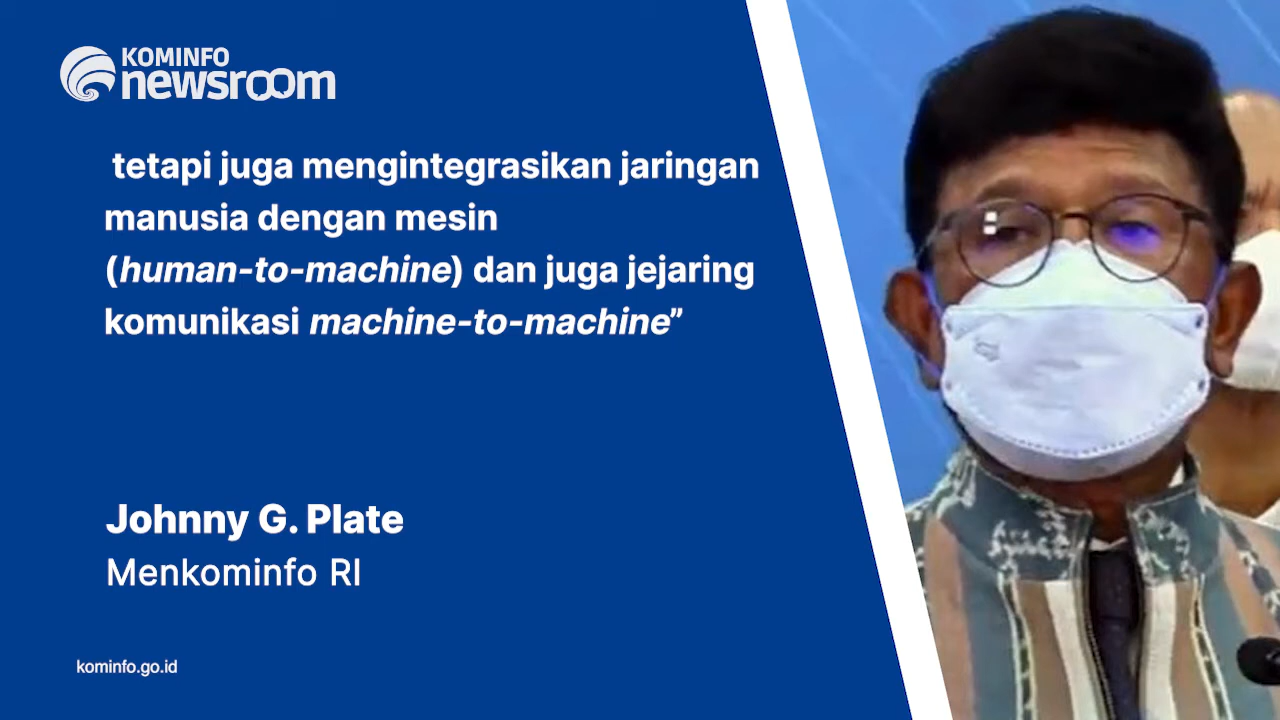 KOMINFO
newsroom
tetapi juga mengintegrasikan jaringan
manusia dengan mesin
(human-to-machine) dan juga jejaring
komunikasi machine-to-machine”
Johnny G. Plate
Menkominfo RI
kominfo.go.id